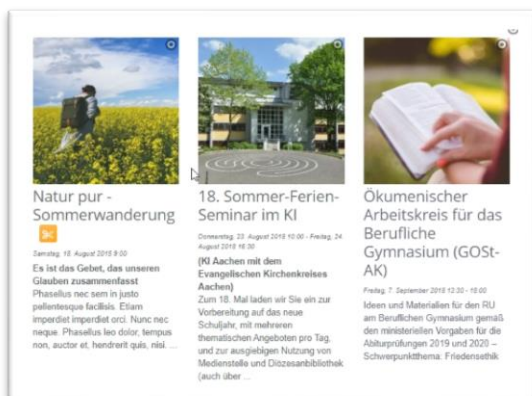 Natur pur -
Sommerwanderung
Samstag, 18. August 2018 9:00
Es ist das Gebet, das unseren
Glauben zusammenfasst
Phasellus nec sem in justo
pellentesque facilisis. Etiam
imperdiet imperdiet orci. Nunc nec
neque. Phasellus leo dolor, tempus
non, auctor et, hendrerit quis, nisi. ...
18. Sommer-Ferien-
Seminar im KI
Donnerstag, 23. August 2018 10:00 - Freitag, 24.
August 2018 16:30
(KI Aachen mit dem
Evangelischen Kirchenkreises
Aachen)
Zum 18. Mal laden wir Sie ein zur
Vorbereitung auf das neue
Schuljahr, mit mehreren
thematischen Angeboten pro Tag,
und zur ausgiebigen Nutzung von
Medienstelle und Diözesanbibliothek
(auch über ...
Ökumenischer
Arbeitskreis für das
Berufliche
Gymnasium (GOSt-
AK)
Freitag, 7. September 2018 12:30 - 15:00
Ideen und Materialien für den RU
am Beruflichen Gymnasium gemäß
den ministeriellen Vorgaben für die
Abiturprüfungen 2019 und 2020 –
Schwerpunktthema: Friedensethik